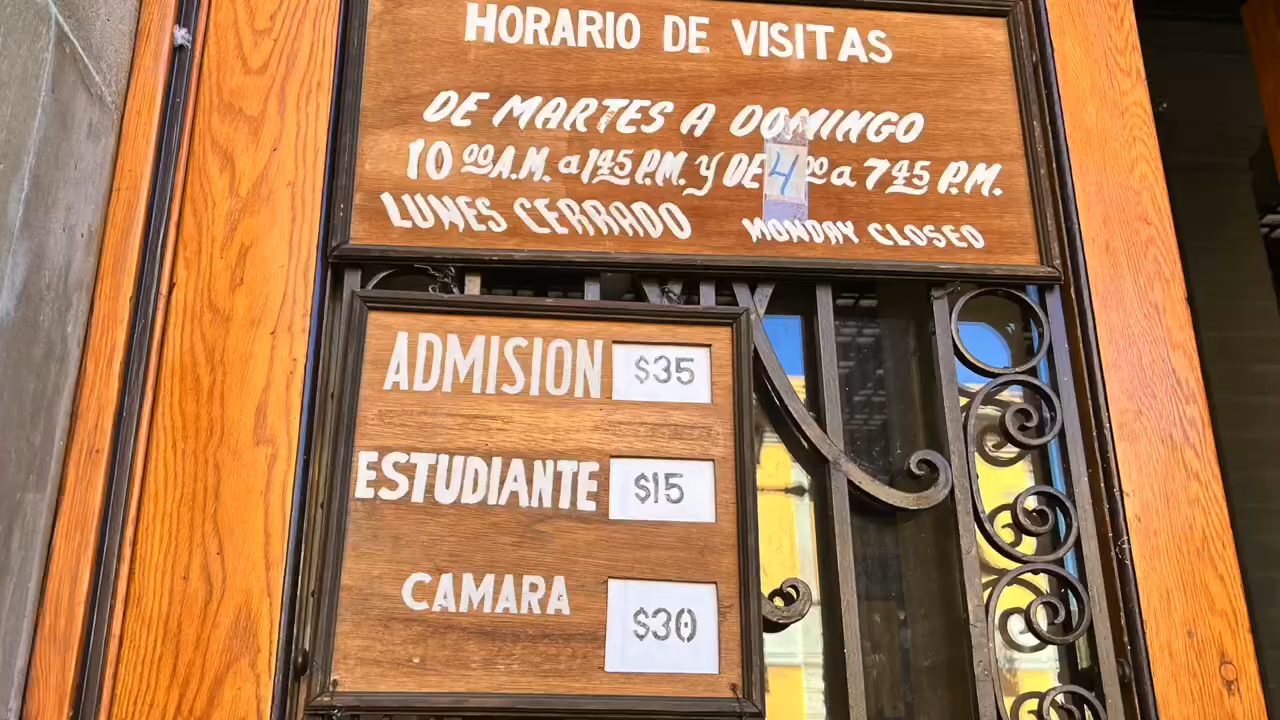 HORARIO DE VISITAS
DE MARTES A DOMINGO
10 00 A.M. a 1 45 P.M. y DE 4 00 a 7 45 P.M.
LUNES CERRADO MONDAY CLOSED
ADMISION $35
ESTUDIANTE $15
CAMARA $30